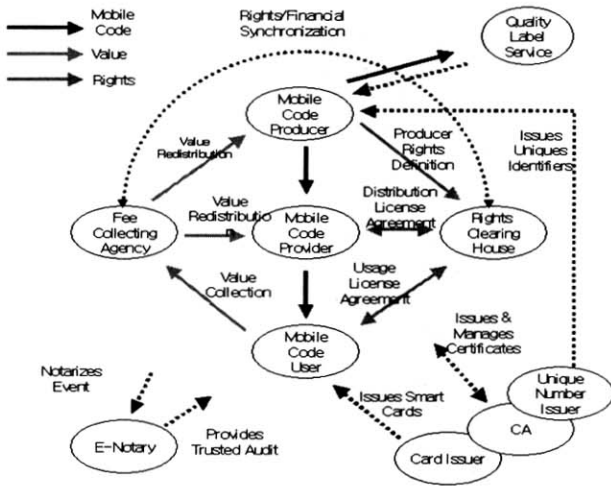 Mobile
Code
Value
Rights
Rights/Financial
Synchronization
Quality
Label
Service
Mobile
Code
Producer
Value
Redistribution
Producer
Rights
Definition
Issues
Uniques
Identifiers
Fee
Collecting
Agency
Value
Redistributio
n
Mobile
Code
Provider
Distribution
License
Agreement
Rights
Clearing
House
Value
Collection
Usage
License
Agreement
Mobile
Code
User
Issues &
Manages
Certificates
Notarizes
Event
E-Notary
Provides
Trusted Audit
Issues Smart
Cards
Unique
Number
Issuer
CA
Card Issuer